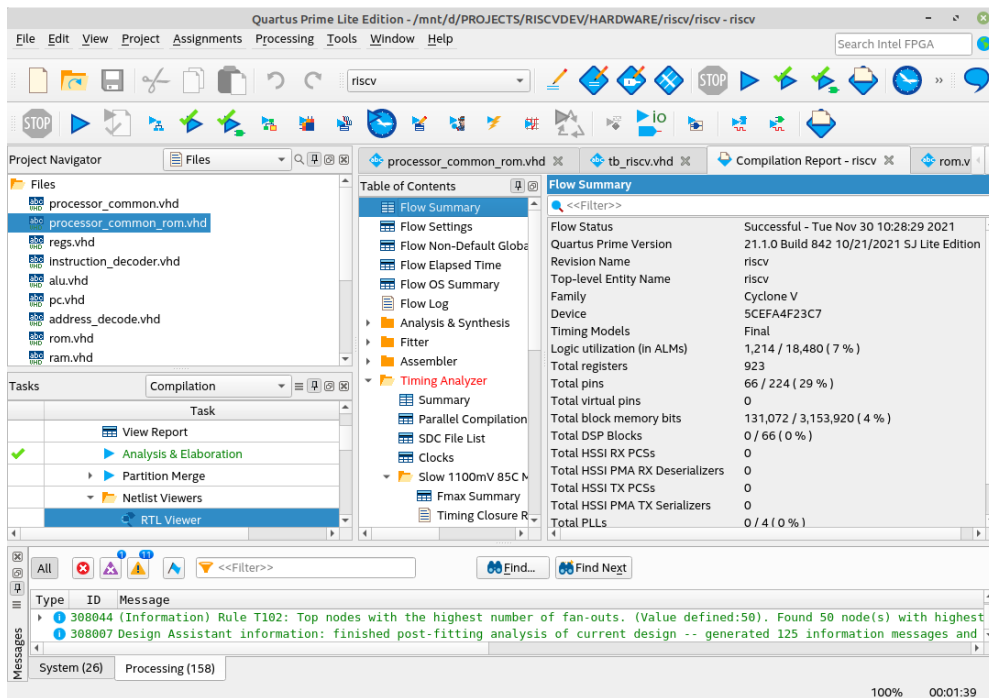 Quartus Prime Lite Edition - /mnt/d/PROJECTS/RISCVDEV/HARDWARE/riscv/riscv - riscv
File Edit View Project Assignments Processing Tools Window Help
Search Intel FPGA
riscv
STOP
»
STOP
io
Project Navigator
Files
processor_common_rom.vhd
tb_riscv.vhd
Compilation Report - riscv
rom.v
Files
processor_common.vhd
processor_common_rom.vhd
regs.vhd
instruction_decoder.vhd
alu.vhd
pc.vhd
address_decode.vhd
rom.vhd
ram.vhd
Tasks
Compilation
Task
View Report
Analysis & Elaboration
Partition Merge
Netlist Viewers
RTL Viewer
Table of Contents
Flow Summary
Flow Settings
Flow Non-Default Globa
Flow Elapsed Time
Flow OS Summary
Flow Log
Analysis & Synthesis
Fitter
Assembler
Timing Analyzer
Summary
Parallel Compilation
SDC File List
Clocks
Slow 1100mV 85C M
Fmax Summary
Timing Closure R
Flow Summary
<<Filter>>
Flow Status Successful - Tue Nov 30 10:28:29 2021
Quartus Prime Version 21.1.0 Build 842 10/21/2021 SJ Lite Edition
Revision Name riscv
Top-level Entity Name riscv
Family Cyclone V
Device 5CEFA4F23C7
Timing Models Final
Logic utilization (in ALMs) 1,214 / 18,480 ( 7 % )
Total registers 923
Total pins 66 / 224 ( 29 % )
Total virtual pins 0
Total block memory bits 131,072 / 3,153,920 ( 4 % )
Total DSP Blocks 0 / 66 ( 0 % )
Total HSSI RX PCSs 0
Total HSSI PMA RX Deserializers 0
Total HSSI TX PCSs 0
Total HSSI PMA TX Serializers 0
Total PLLs 0 / 4 ( 0 % )
All
1
11
<<Filter>>
Find...
Find Next
Type ID Message
308044 (Information) Rule T102: Top nodes with the highest number of fan-outs. (Value defined:50). Found 50 node(s) with highest
308007 Design Assistant information: finished post-fitting analysis of current design -- generated 125 information messages and
Messages
System (26)
Processing (158)
100% 00:01:39